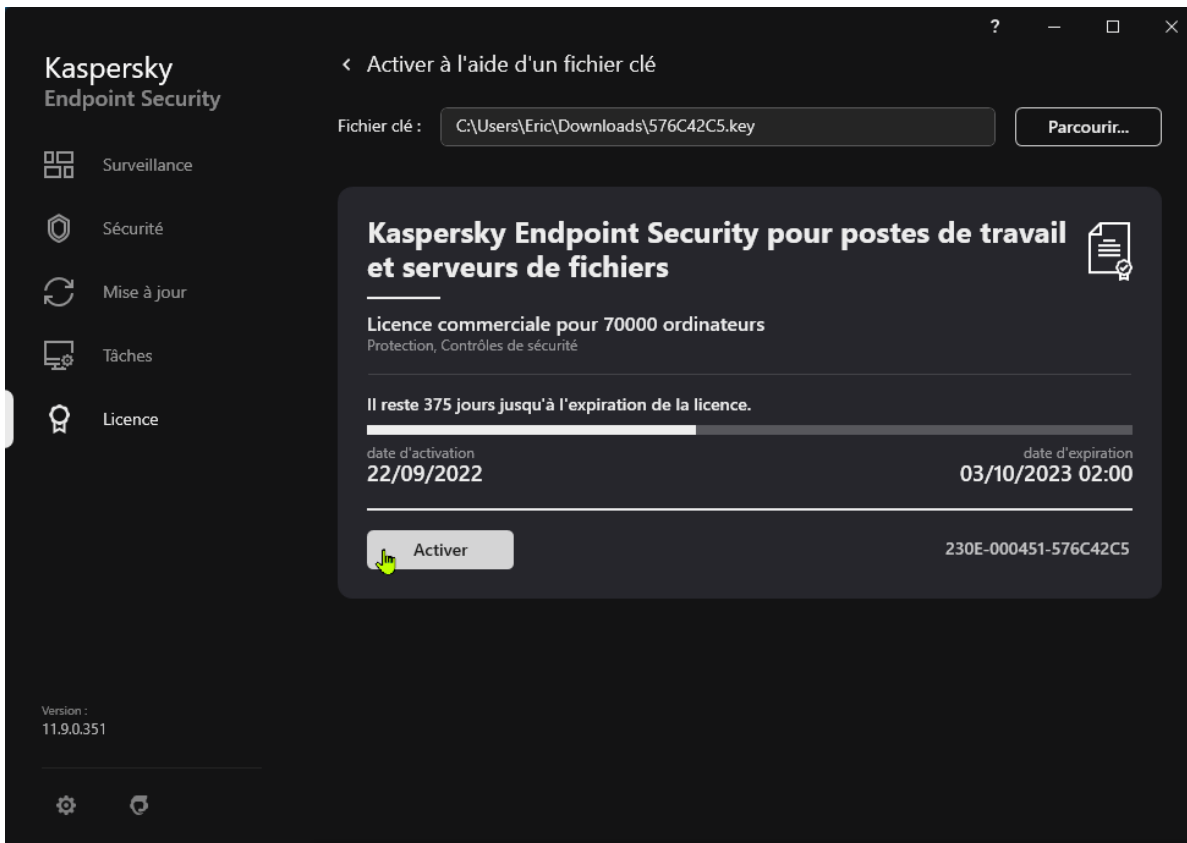 ?
Kaspersky
Endpoint Security
Surveillance
Sécurité
Mise à jour
Tâches
Licence
Version :
11.9.0.351
Activer à l'aide d'un fichier clé
Fichier clé :
C:\Users\Eric\Downloads\576C42C5.key
Parcourir...
Kaspersky Endpoint Security pour postes de travail
et serveurs de fichiers
Licence commerciale pour 70000 ordinateurs
Protection, Contrôles de sécurité
Il reste 375 jours jusqu'à l'expiration de la licence.
date d'activation
22/09/2022
date d'expiration
03/10/2023 02:00
Activer
230E-000451-576C42C5